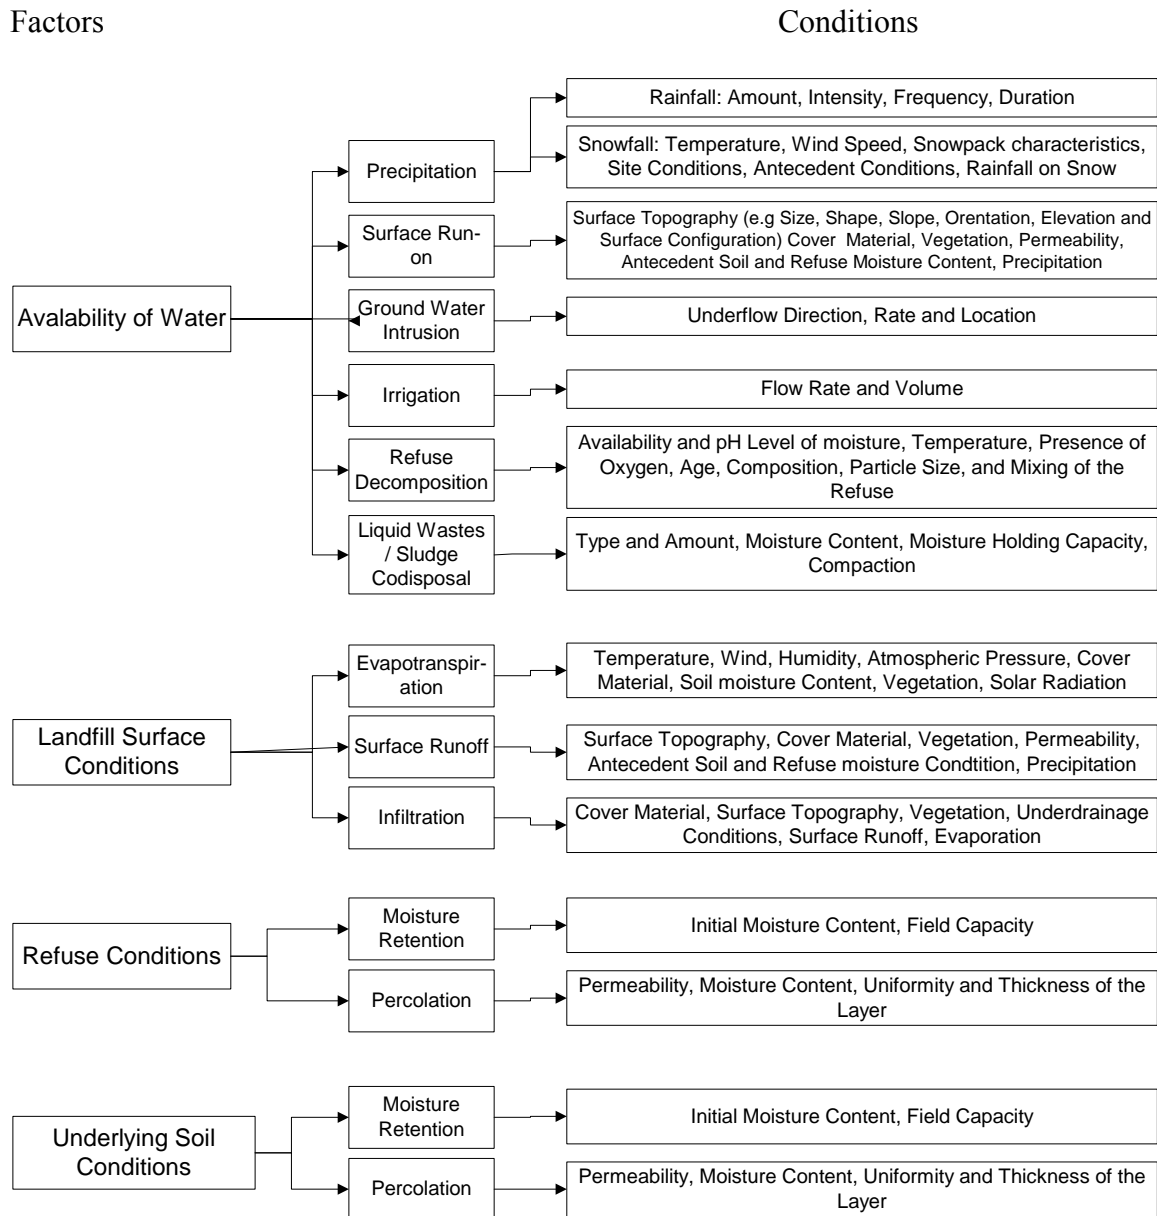 Factors
Conditions
Rainfall: Amount, Intensity, Frequency, Duration
Precipitation
Snowfall: Temperature, Wind Speed, Snowpack characteristics,
Site Conditions, Antecedent Conditions, Rainfall on Snow
Surface Run-
on
Surface Topography (e.g Size, Shape, Slope, Orentation, Elevation and
Surface Configuration) Cover Material, Vegetation, Permeability,
Antecedent Soil and Refuse Moisture Content, Precipitation
Avalability of Water
Ground Water
Intrusion
Underflow Direction, Rate and Location
Irrigation
Flow Rate and Volume
Refuse
Decomposition
Availability and pH Level of moisture, Temperature, Presence of
Oxygen, Age, Composition, Particle Size, and Mixing of the
Refuse
Liquid Wastes
/ Sludge
Codisposal
Type and Amount, Moisture Content, Moisture Holding Capacity,
Compaction
Landfill Surface
Conditions
Evapotranspir-
ation
Temperature, Wind, Humidity, Atmospheric Pressure, Cover
Material, Soil moisture Content, Vegetation, Solar Radiation
Surface Runoff
Surface Topography, Cover Material, Vegetation, Permeability,
Antecedent Soil and Refuse moisture Condtition, Precipitation
Infiltration
Cover Material, Surface Topography, Vegetation, Underdrainage
Conditions, Surface Runoff, Evaporation
Refuse Conditions
Moisture
Retention
Initial Moisture Content, Field Capacity
Percolation
Permeability, Moisture Content, Uniformity and Thickness of the
Layer
Underlying Soil
Conditions
Moisture
Retention
Initial Moisture Content, Field Capacity
Percolation
Permeability, Moisture Content, Uniformity and Thickness of the
Layer